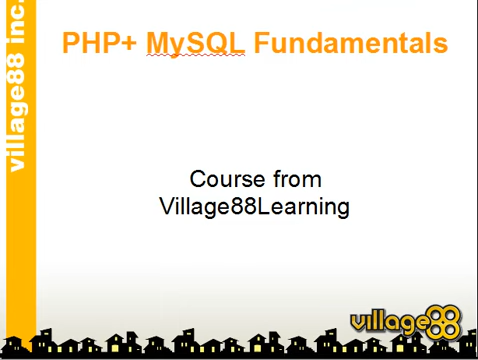 village88 inc.
PHP+ MySQL Fundamentals
Course from
Village88Learning
village88